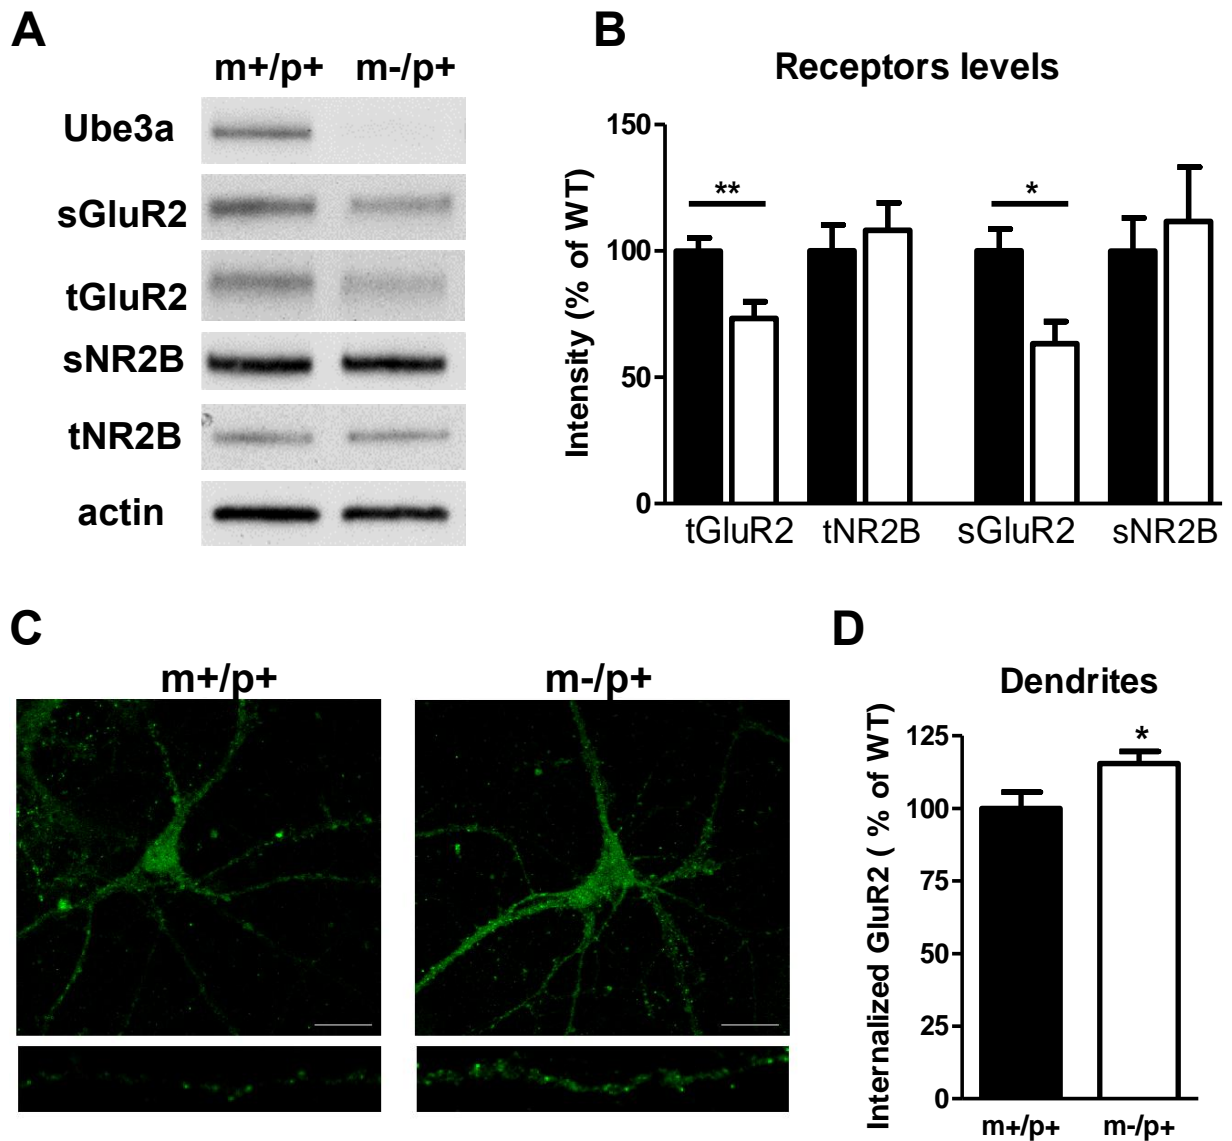 A
m+/p+ m-/p+
Ube3a
sGluR2
tGluR2
sNR2B
tNR2B
actin
B
Receptors levels
Intensity (% of WT)
150
100
50
0
**
*
tGluR2 tNR2B sGluR2 sNR2B
C
m+/p+ m-/p+
D
Dendrites
Internalized GluR2 ( % of WT)
125
100
75
50
25
0
*
m+/p+ m-/p+